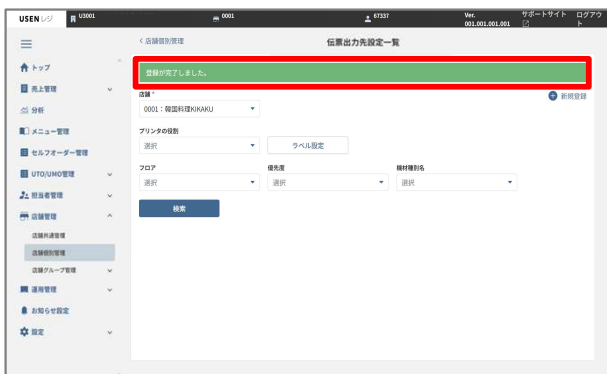 USEN レジ U3001 0001 67337 Ver. 001.001.001.001 サポートサイト ログアウト
< 店舗個別管理 伝票出力先設定一覧
トップ
売上管理
分析
メニュー管理
セルフオーダー管理
UTO/UMO管理
担当者管理
店舗管理
店舗共通管理
店舗個別管理
店舗グループ管理
運用管理
お知らせ設定
設定
登録が完了しました。
店舗 * 新規登録
0001：韓国料理KIKAKU
プリンタの役割
選択 ラベル設定
フロア 優先度 機材種別名
選択 選択 選択
検索